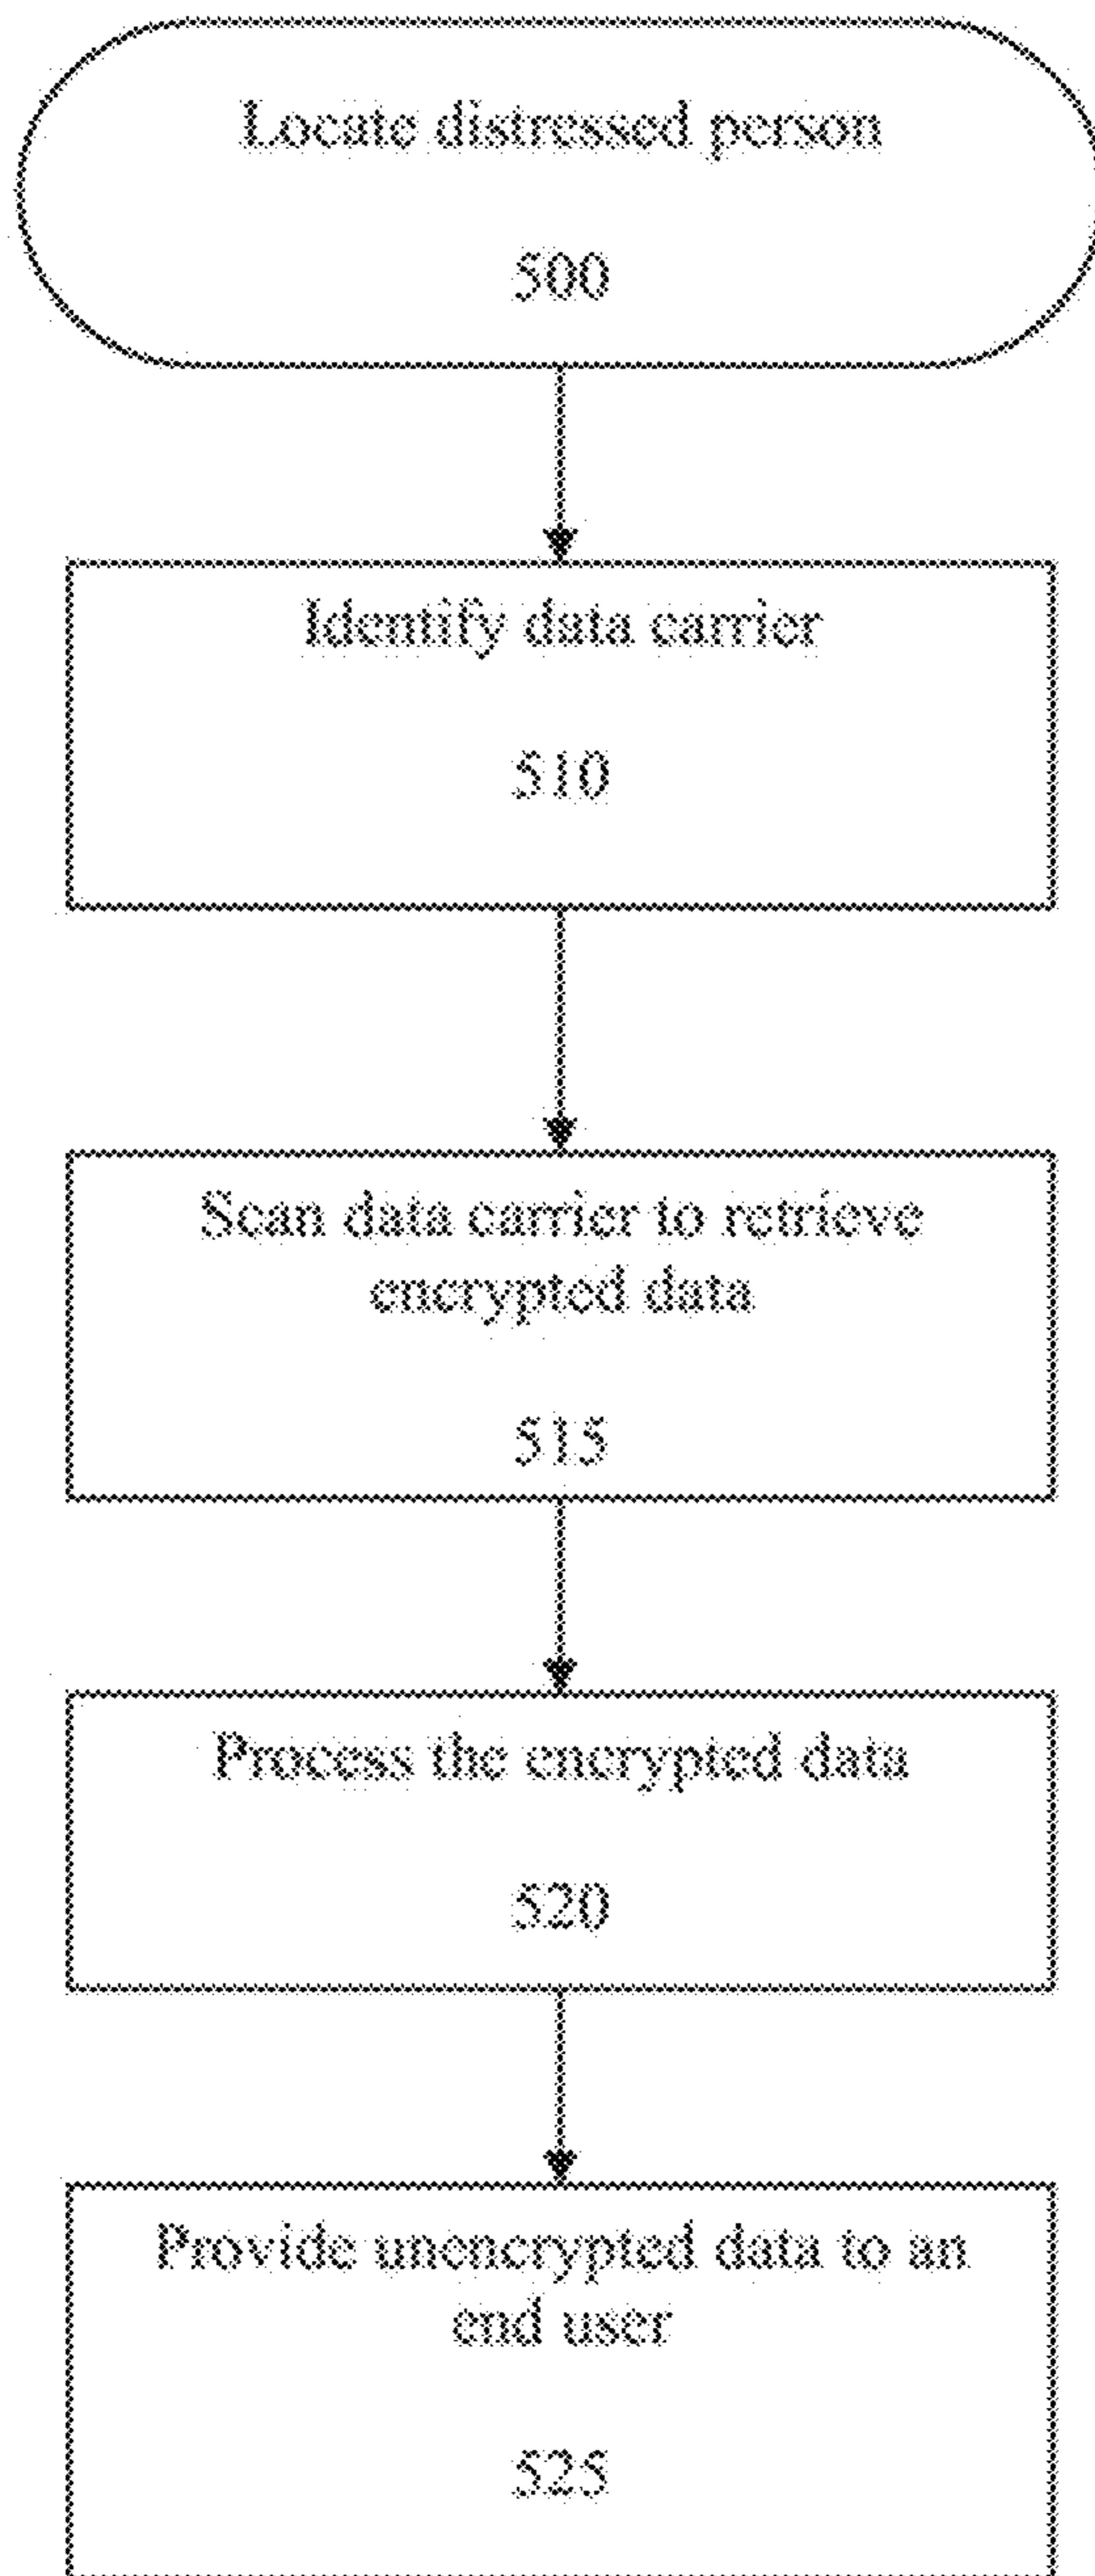 Locate distressed person
500
Identify data carrier
510
Scan data carrier to retrieve
encrypted data
515
Process the encrypted data
520
Provide unencrypted data to an
end user
525